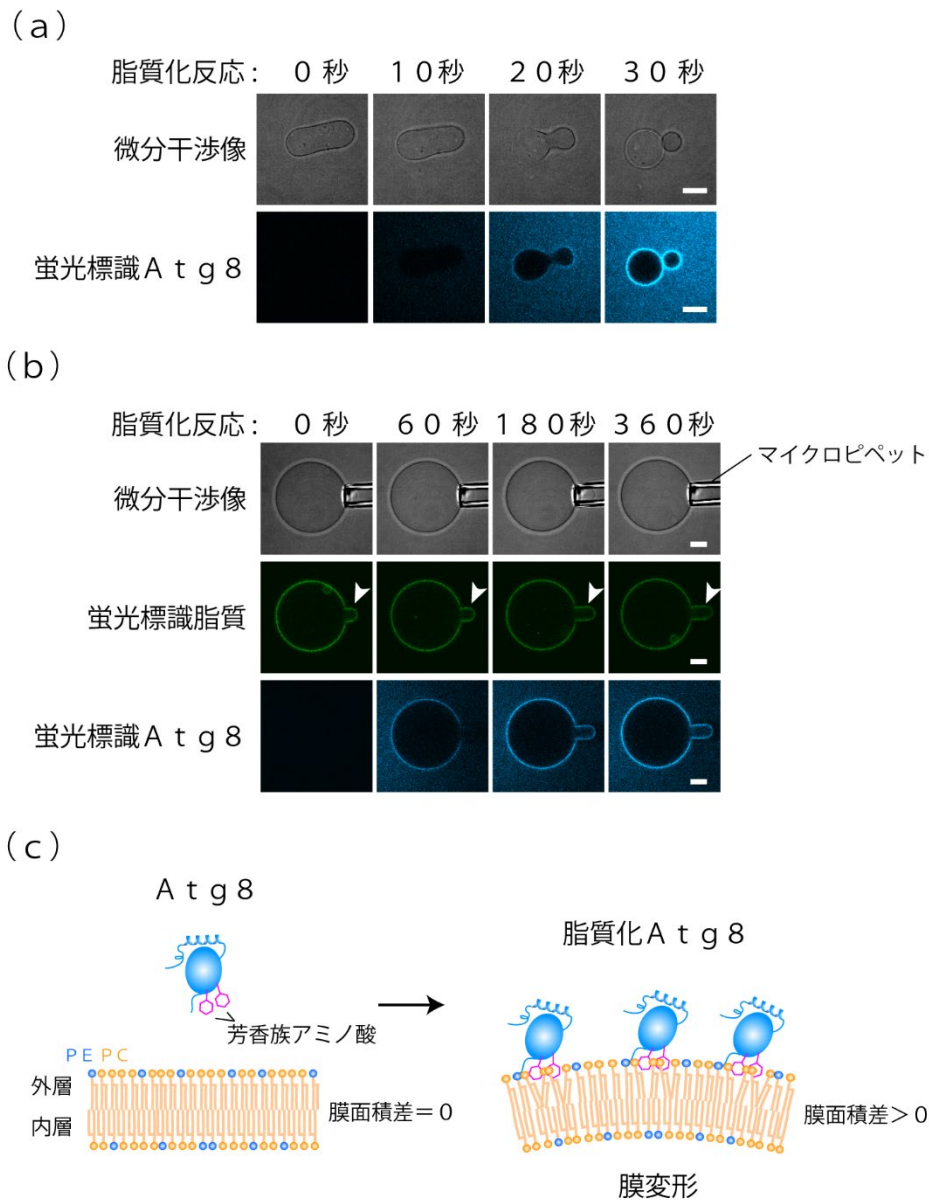 （a）
脂質化反応： ０ 秒 １０秒 ２０秒 ３０秒
微分干渉像
蛍光標識Ａｔｇ８
（b）
脂質化反応： ０ 秒 ６０秒 １８０秒 ３６０秒
マイクロピペット
微分干渉像
蛍光標識脂質
蛍光標識Ａｔｇ８
（c）
Ａｔｇ８
脂質化Ａｔｇ８
芳香族アミノ酸
ＰＥ ＰＣ
外層
内層
膜面積差＝０
膜面積差＞０
膜変形